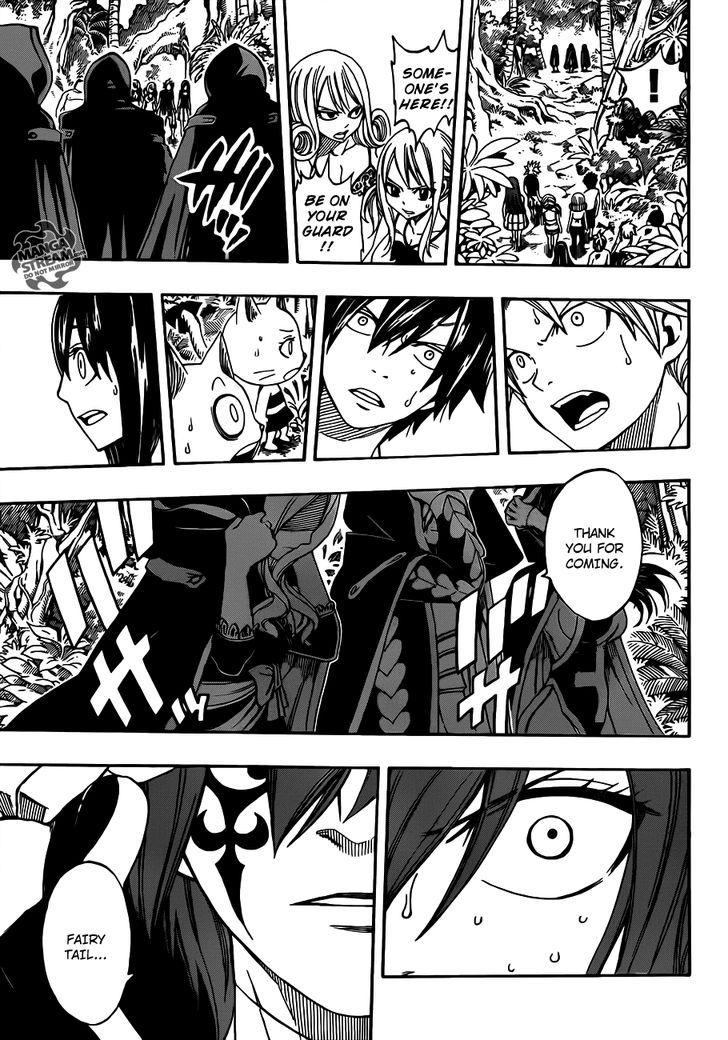 !
SOME-
ONE'S
HERE!!
BE ON
YOUR
GUARD
!!
MANGA
STREAM
DO NOT MIRROR
THANK
YOU FOR
COMING.
FAIRY
TAIL...